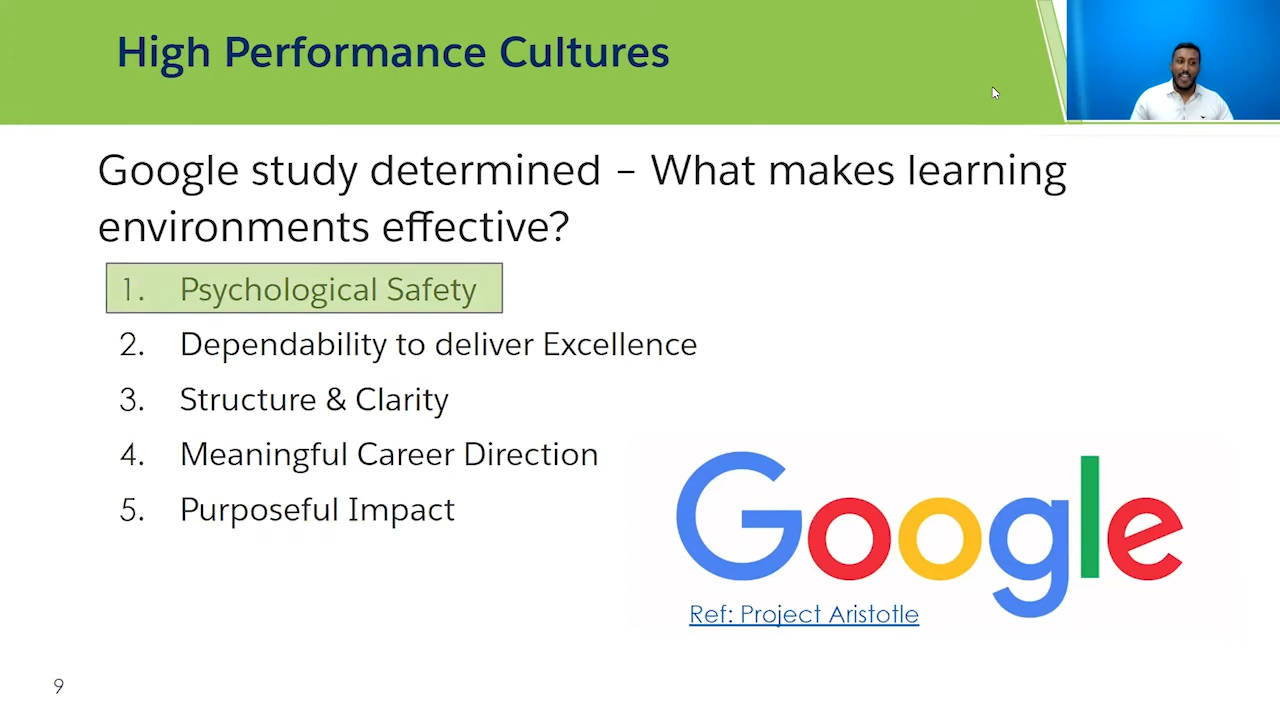 High Performance Cultures
Google study determined – What makes learning
environments effective?
1. Psychological Safety
2. Dependability to deliver Excellence
3. Structure & Clarity
4. Meaningful Career Direction
5. Purposeful Impact
Google
Ref: Project Aristotle
9